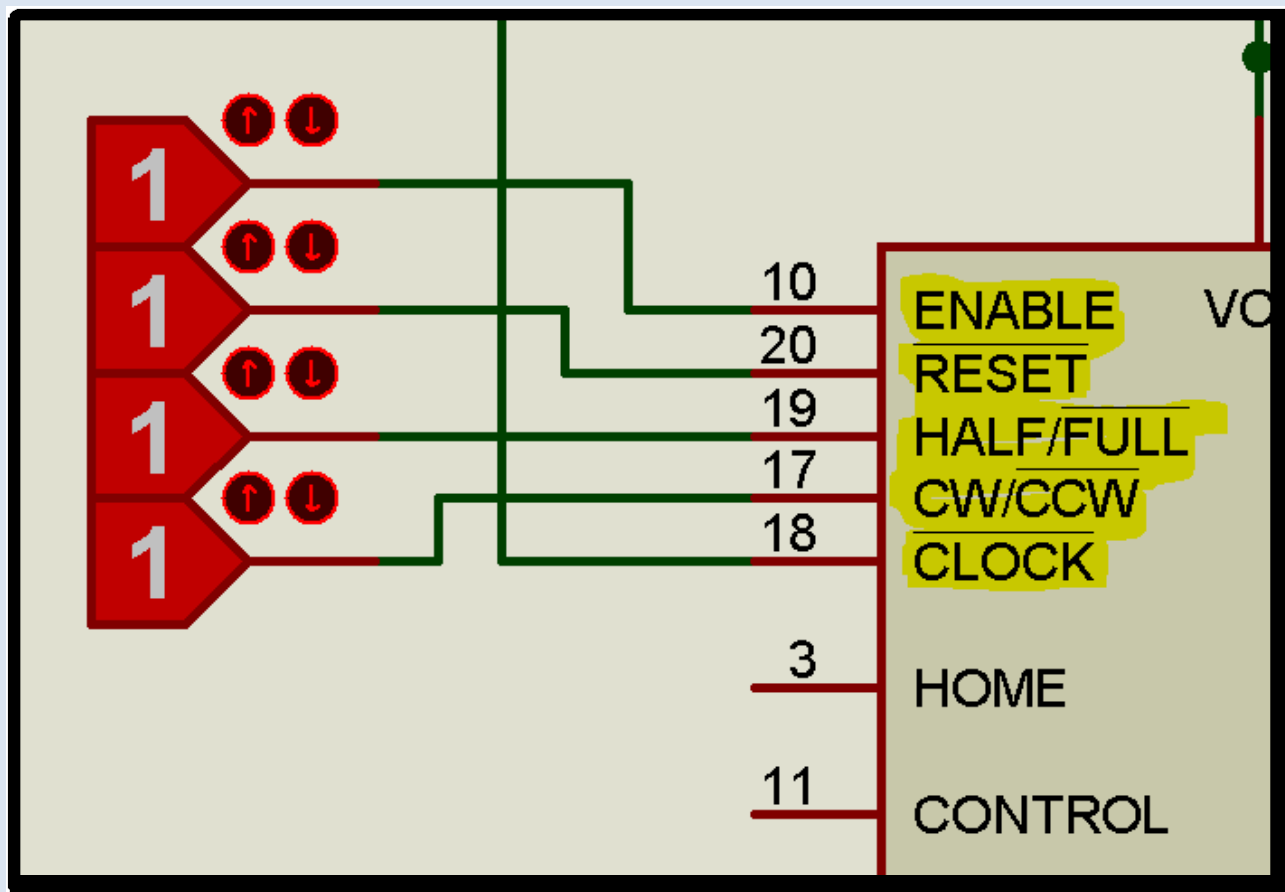 1
1
1
1
10 ENABLE
20 RESET
19 HALF/FULL
17 CW/CCW
18 CLOCK
3 HOME
11 CONTROL